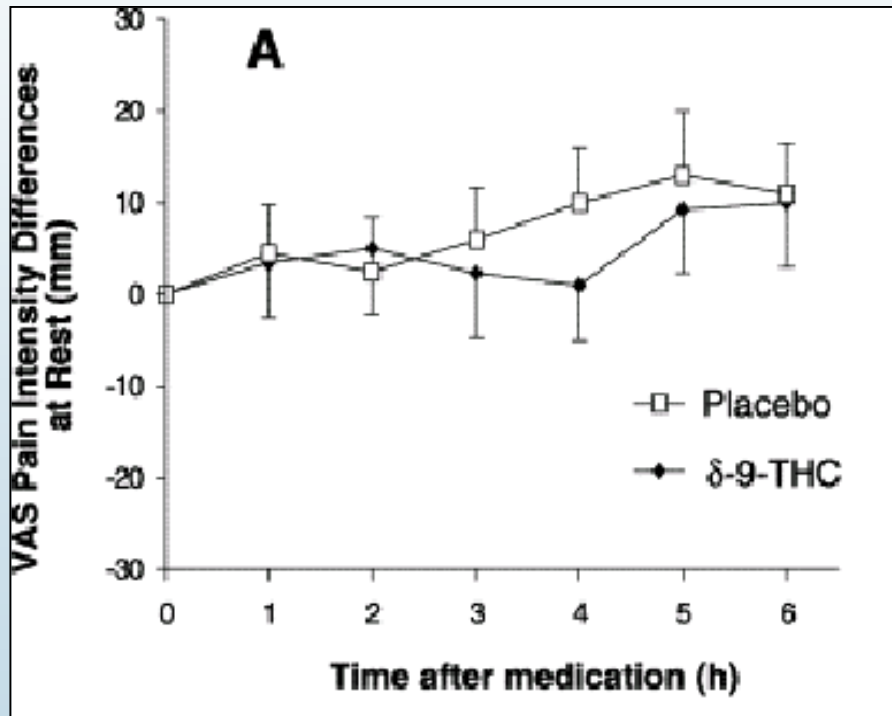 A
30
20
10
0
-10
-20
-30
VAS Pain Intensity Differences
at Rest (mm)
Placebo
δ-9-THC
0 1 2 3 4 5 6
Time after medication (h)